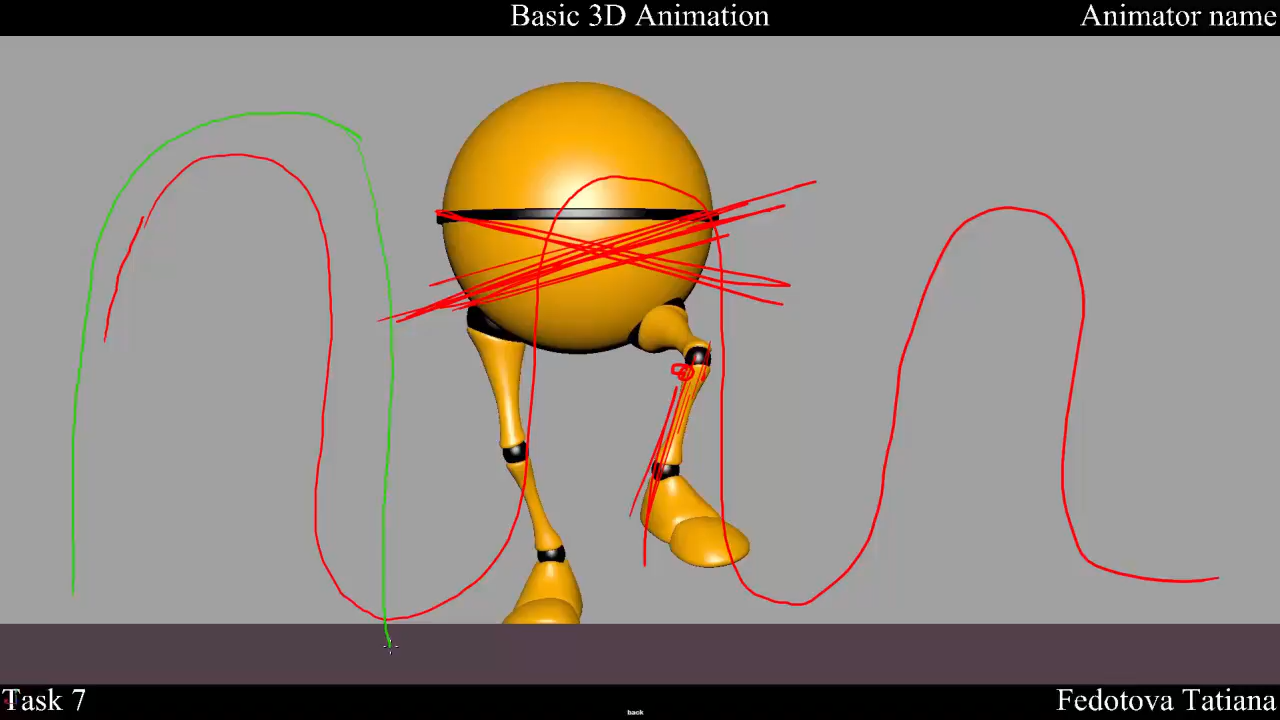 Basic 3D Animation
Animator name
Task 7
Fedotova Tatiana
back